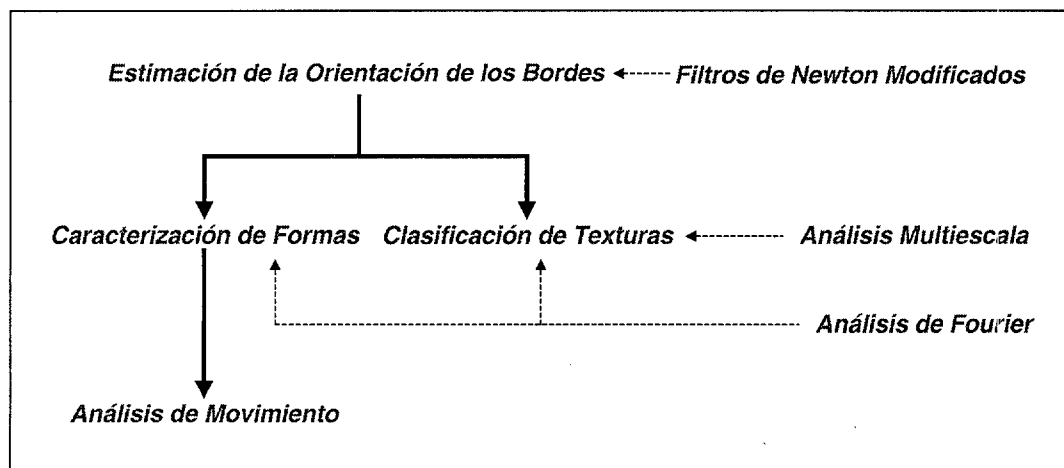 Estimación de la Orientación de los Bordes
Filtros de Newton Modificados
Caracterización de Formas
Clasificación de Texturas
Análisis Multiescala
Análisis de Fourier
Análisis de Movimiento